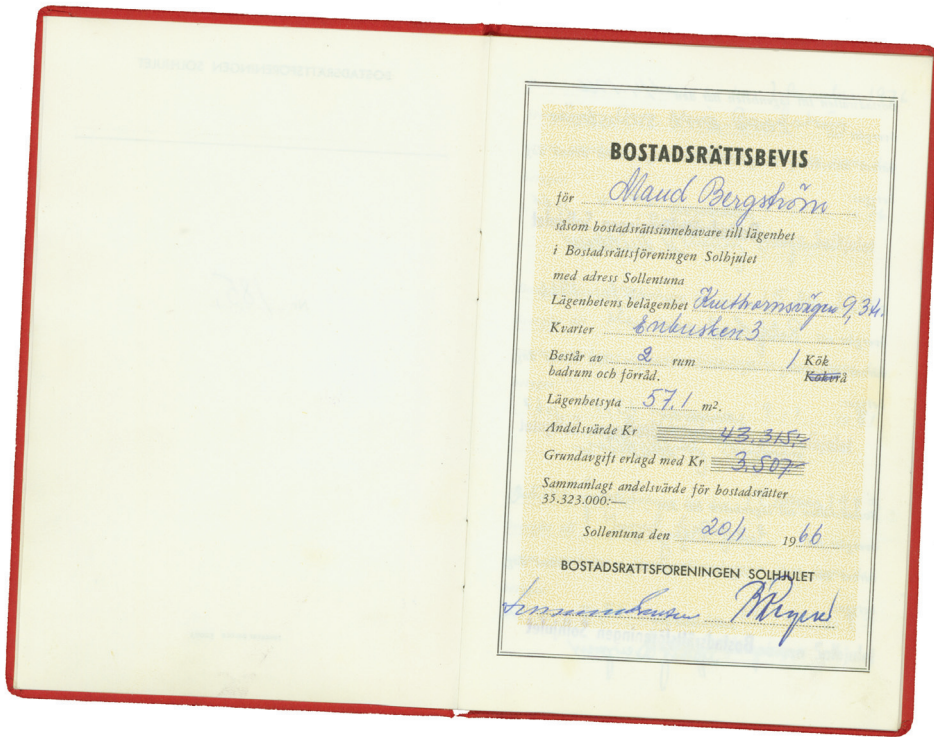 BOSTADSRÄTTSBEVIS
för Maud Bergström
såsom bostadsrättsinnehavare till lägenhet
i Bostadsrättsföreningen Solhjulet
med adress Sollentuna
Lägenhetens belägenhet 9, 3 tr.
Kvarter Enbusken 3
Består av 2 rum 1 Kök
badrum och förråd. Kokvrå
Lägenhetsyta 57,1 m².
Andelsvärde Kr 43.315:-
Grundavgift erlagd med Kr 3.507:-
Sammanlagt andelsvärde för bostadsrätter
35.323.000:—
Sollentuna den 20/1 1966
BOSTADSRÄTTSFÖRENINGEN SOLHJULET